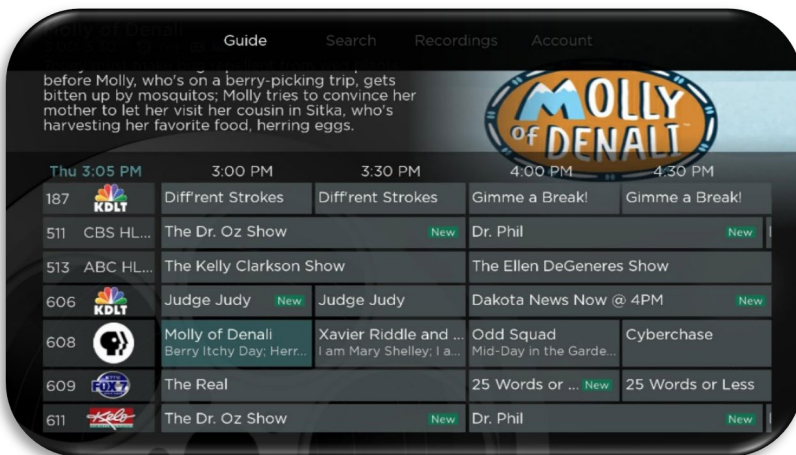 Guide Search Recordings Account
Molly of Denali
before Molly, who's on a berry-picking trip, gets
bitten up by mosquitos; Molly tries to convince her
mother to let her visit her cousin in Sitka, who's
harvesting her favorite food, herring eggs.
MOLLY
OF DENALI
Thu 3:05 PM 3:00 PM 3:30 PM 4:00 PM 4:30 PM
187 KDLT Diff'rent Strokes Diff'rent Strokes Gimme a Break! Gimme a Break!
511 CBS HL... The Dr. Oz Show New Dr. Phil New
513 ABC HL... The Kelly Clarkson Show The Ellen DeGeneres Show
606 KDLT Judge Judy New Judge Judy Dakota News Now @ 4PM New
608 Molly of Denali Xavier Riddle and ... Odd Squad Cyberchase
Berry Itchy Day; Herr... I am Mary Shelley; I a... Mid-Day in the Garde...
609 FOX 7 The Real 25 Words or ... New 25 Words or Less
611 Kelo The Dr. Oz Show New Dr. Phil New